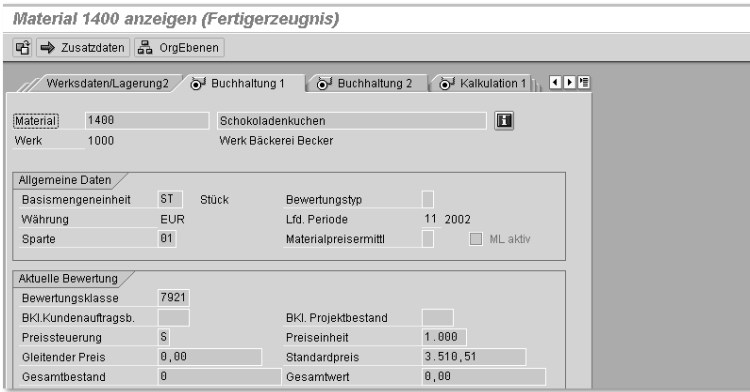 Material 1400 anzeigen (Fertigerzeugnis)
Zusatzdaten OrgEbenen
Werksdaten/Lagerung2 Buchhaltung 1 Buchhaltung 2 Kalkulation 1
Material 1400 Schokoladenkuchen
Werk 1000 Werk Bäckerei Becker
Allgemeine Daten
Basismengeneinheit ST Stück Bewertungstyp
Währung EUR Lfd. Periode 11 2002
Sparte 01 Materialpreisermittl ML aktiv
Aktuelle Bewertung
Bewertungsklasse 7921
BKl.Kundenauftragsb. BKl. Projektbestand
Preissteuerung S Preiseinheit 1.000
Gleitender Preis 0,00 Standardpreis 3.510,51
Gesamtbestand 0 Gesamtwert 0,00